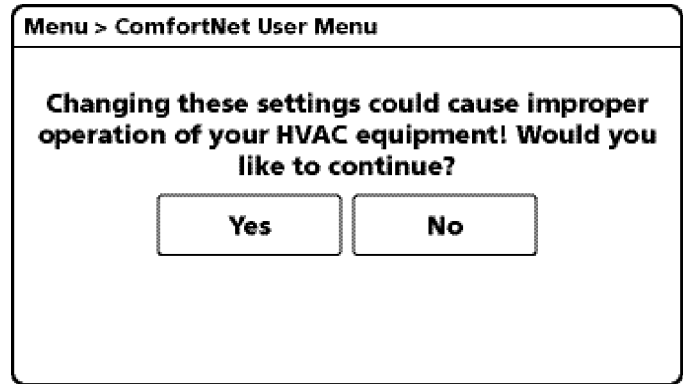 Menu > ComfortNet User Menu
Changing these settings could cause improper
operation of your HVAC equipment! Would you
like to continue?
Yes
No